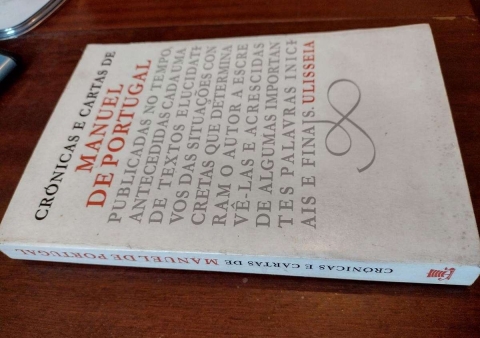 CRÓNICAS E CARTAS DE
MANUEL
DE PORTUGAL
PUBLICADAS NO TEMPO,
ANTECEDIDAS CADA UMA
DE TEXTOS ELUCIDATI
VOS DAS SITUAÇÕES CON
CRETAS QUE DETERMINA
RAM O AUTOR A ESCRE
VÊ-LAS E ACRESCIDAS
DE ALGUMAS IMPORTAN
TES PALAVRAS INICI
AIS E FINAIS. ULISSEIA
CRÓNICAS E CARTAS DE MANUEL DE PORTUGAL